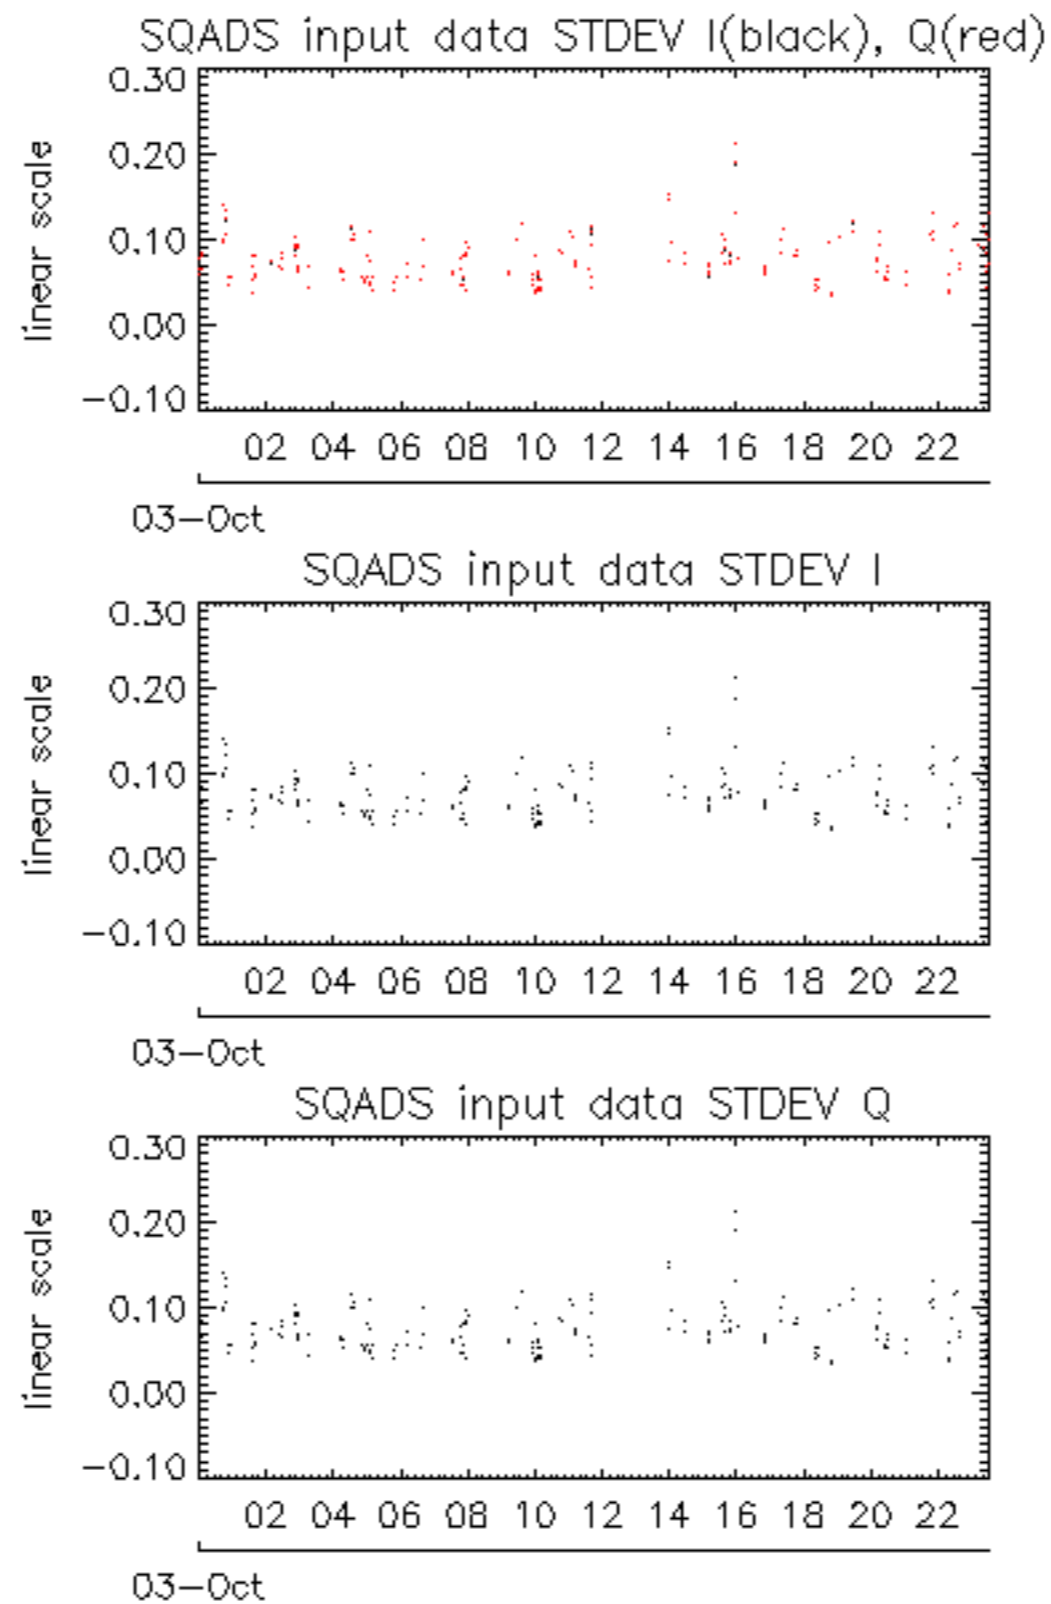 SQADS input data STDEV I(black), Q(red)
0.30
0.20
0.10
0.00
−0.10
linear scale
02 04 06 08 10 12 14 16 18 20 22
03−Oct
SQADS input data STDEV I
0.30
0.20
0.10
0.00
−0.10
linear scale
02 04 06 08 10 12 14 16 18 20 22
03−Oct
SQADS input data STDEV Q
0.30
0.20
0.10
0.00
−0.10
linear scale
02 04 06 08 10 12 14 16 18 20 22
03−Oct